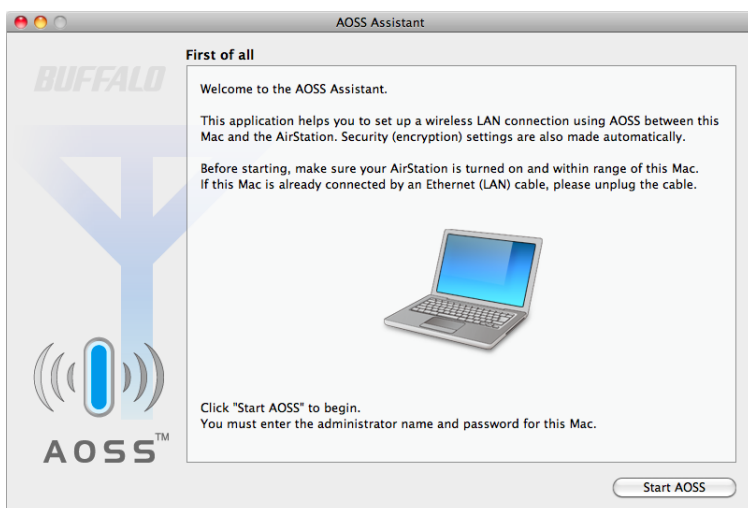 AOSS Assistant
First of all
BUFFALO
Welcome to the AOSS Assistant.
This application helps you to set up a wireless LAN connection using AOSS between this
Mac and the AirStation. Security (encryption) settings are also made automatically.
Before starting, make sure your AirStation is turned on and within range of this Mac.
If this Mac is already connected by an Ethernet (LAN) cable, please unplug the cable.
Click "Start AOSS" to begin.
You must enter the administrator name and password for this Mac.
AOSS™
Start AOSS